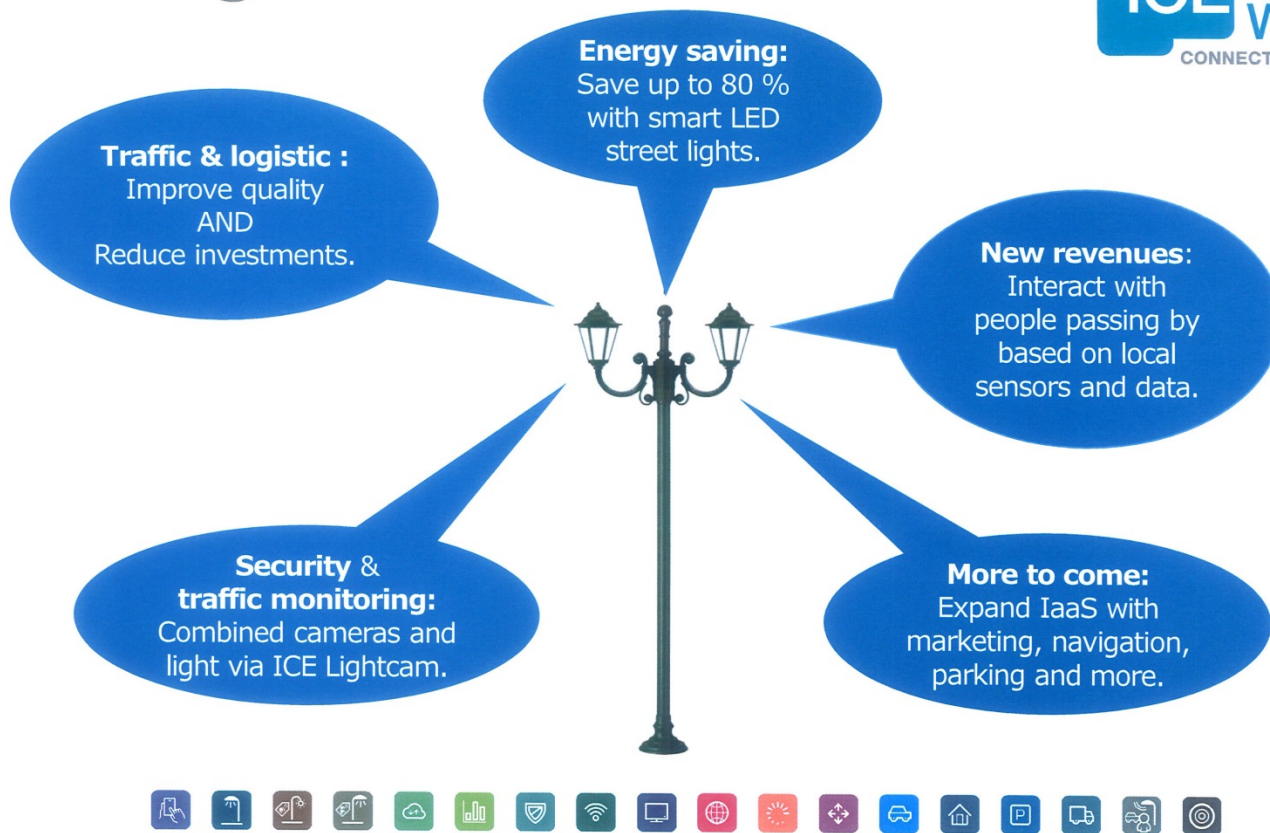 ICE
W
CONNECT
Energy saving:
Save up to 80 %
with smart LED
street lights.
Traffic & logistic :
Improve quality
AND
Reduce investments.
New revenues:
Interact with
people passing by
based on local
sensors and data.
Security &
traffic monitoring:
Combined cameras and
light via ICE Lightcam.
More to come:
Expand IaaS with
marketing, navigation,
parking and more.
P